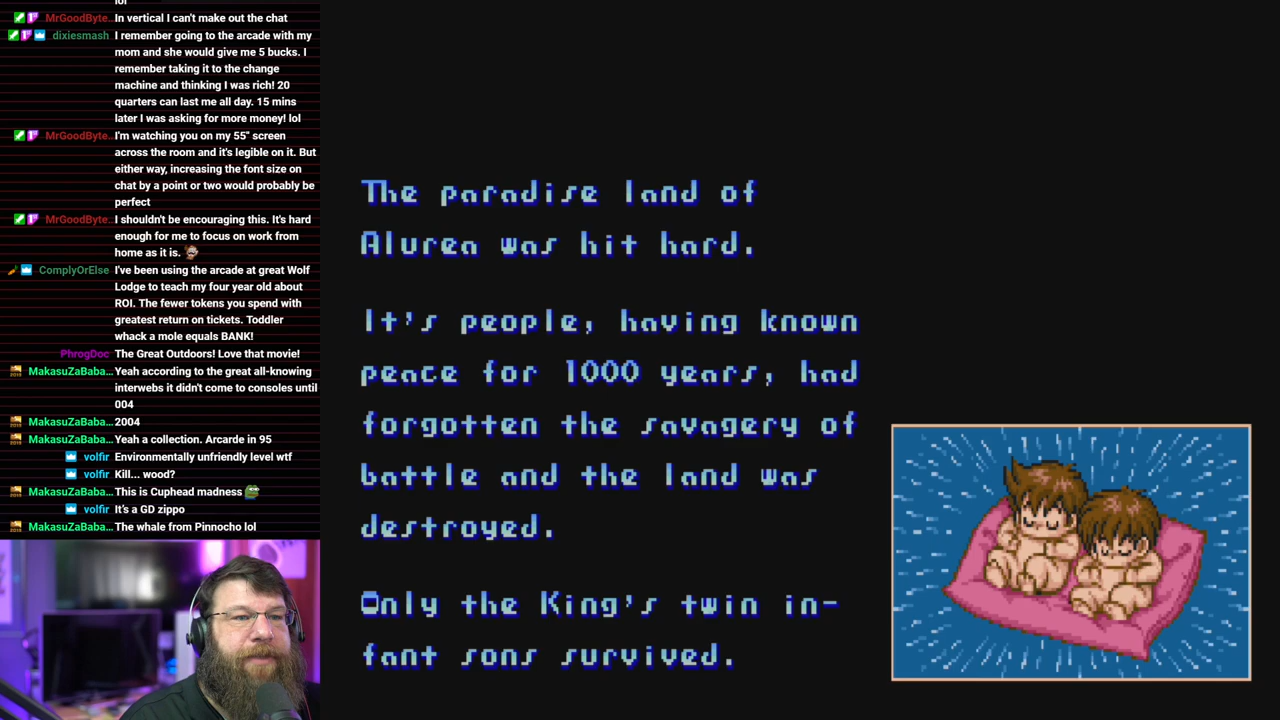 lol
MrGoodByte.. In vertical I can't make out the chat
dixiesmash I remember going to the arcade with my
mom and she would give me 5 bucks. I
remember taking it to the change
machine and thinking I was rich! 20
quarters can last me all day. 15 mins
later I was asking for more money! lol
MrGoodByte.. I'm watching you on my 55" screen
across the room and it's legible on it. But
either way, increasing the font size on
chat by a point or two would probably be
perfect
MrGoodByte.. I shouldn't be encouraging this. It's hard
enough for me to focus on work from
home as it is.
ComplyOrElse I've been using the arcade at great Wolf
Lodge to teach my four year old about
ROI. The fewer tokens you spend with
greatest return on tickets. Toddler
whack a mole equals BANK!
PhrogDoc The Great Outdoors! Love that movie!
MakasuZaBaba... Yeah according to the great all-knowing
interwebs it didn't come to consoles until
004
MakasuZaBaba... 2004
MakasuZaBaba... Yeah a collection. Arcarde in 95
volfir Environmentally unfriendly level wtf
volfir Kill... wood?
MakasuZaBaba... This is Cuphead madness
volfir It's a GD zippo
MakasuZaBaba... The whale from Pinnocho lol
The paradise land of
Alurea was hit hard.
It's people, having known
peace for 1000 years, had
forgotten the savagery of
battle and the land was
destroyed.
Only the King's twin in-
fant sons survived.